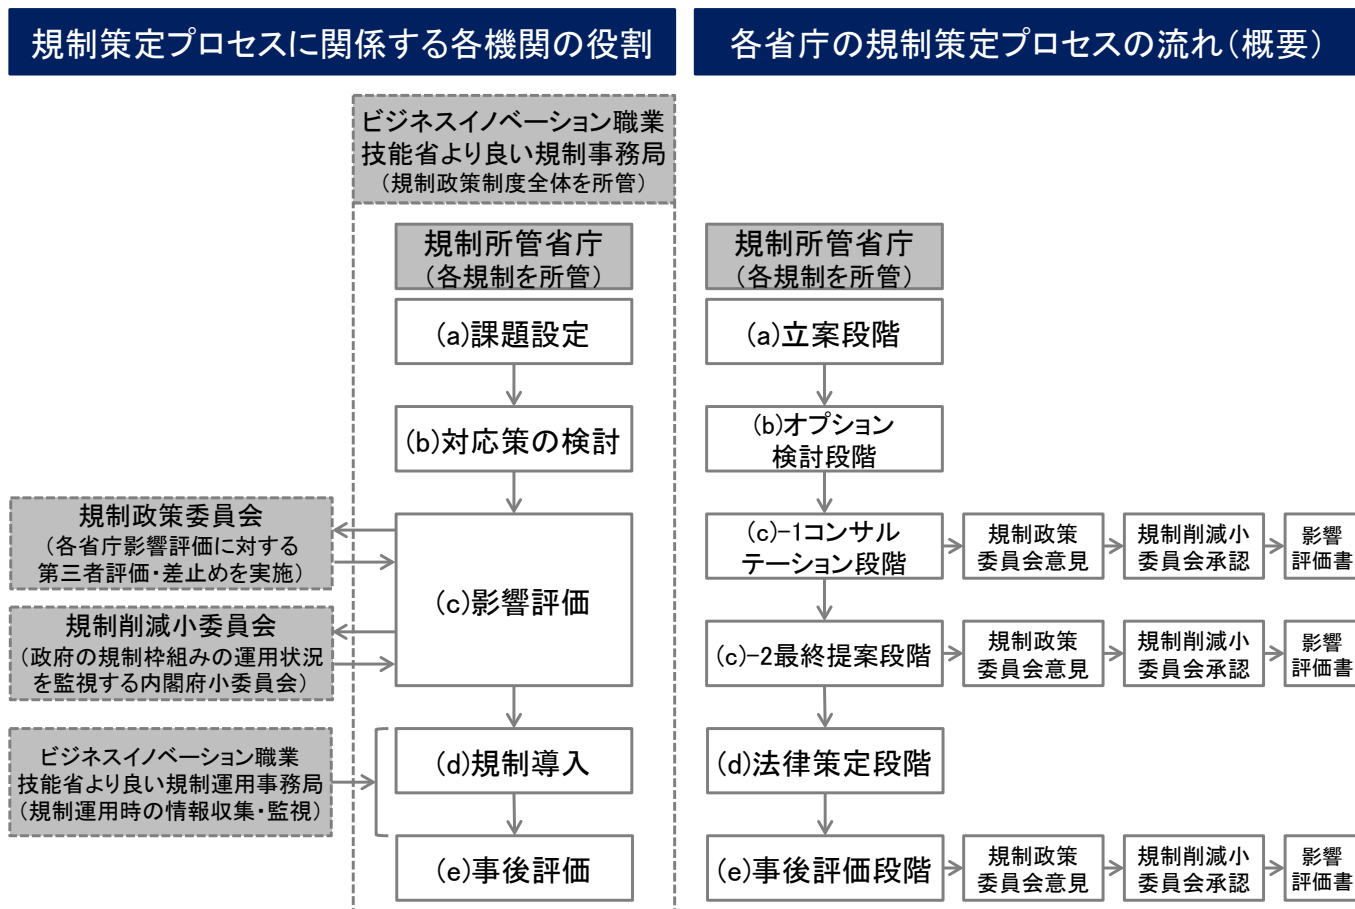 規制策定プロセスに関係する各機関の役割
ビジネスイノベーション職業
技能省より良い規制事務局
(規制政策制度全体を所管)
規制所管省庁
(各規制を所管)
(a)課題設定
(b)対応策の検討
規制政策委員会
(各省庁影響評価に対する
第三者評価・差止めを実施)
規制削減小委員会
(政府の規制枠組みの運用状況
を監視する内閣府小委員会)
(c)影響評価
ビジネスイノベーション職業
技能省より良い規制運用事務局
(規制運用時の情報収集・監視)
(d)規制導入
(e)事後評価
各省庁の規制策定プロセスの流れ(概要)
規制所管省庁
(各規制を所管)
(a)立案段階
(b)オプション
検討段階
(c)-1コンサル
テーション段階
規制政策
委員会意見
規制削減小
委員会承認
影響
評価書
(c)-2最終提案段階
規制政策
委員会意見
規制削減小
委員会承認
影響
評価書
(d)法律策定段階
(e)事後評価段階
規制政策
委員会意見
規制削減小
委員会承認
影響
評価書